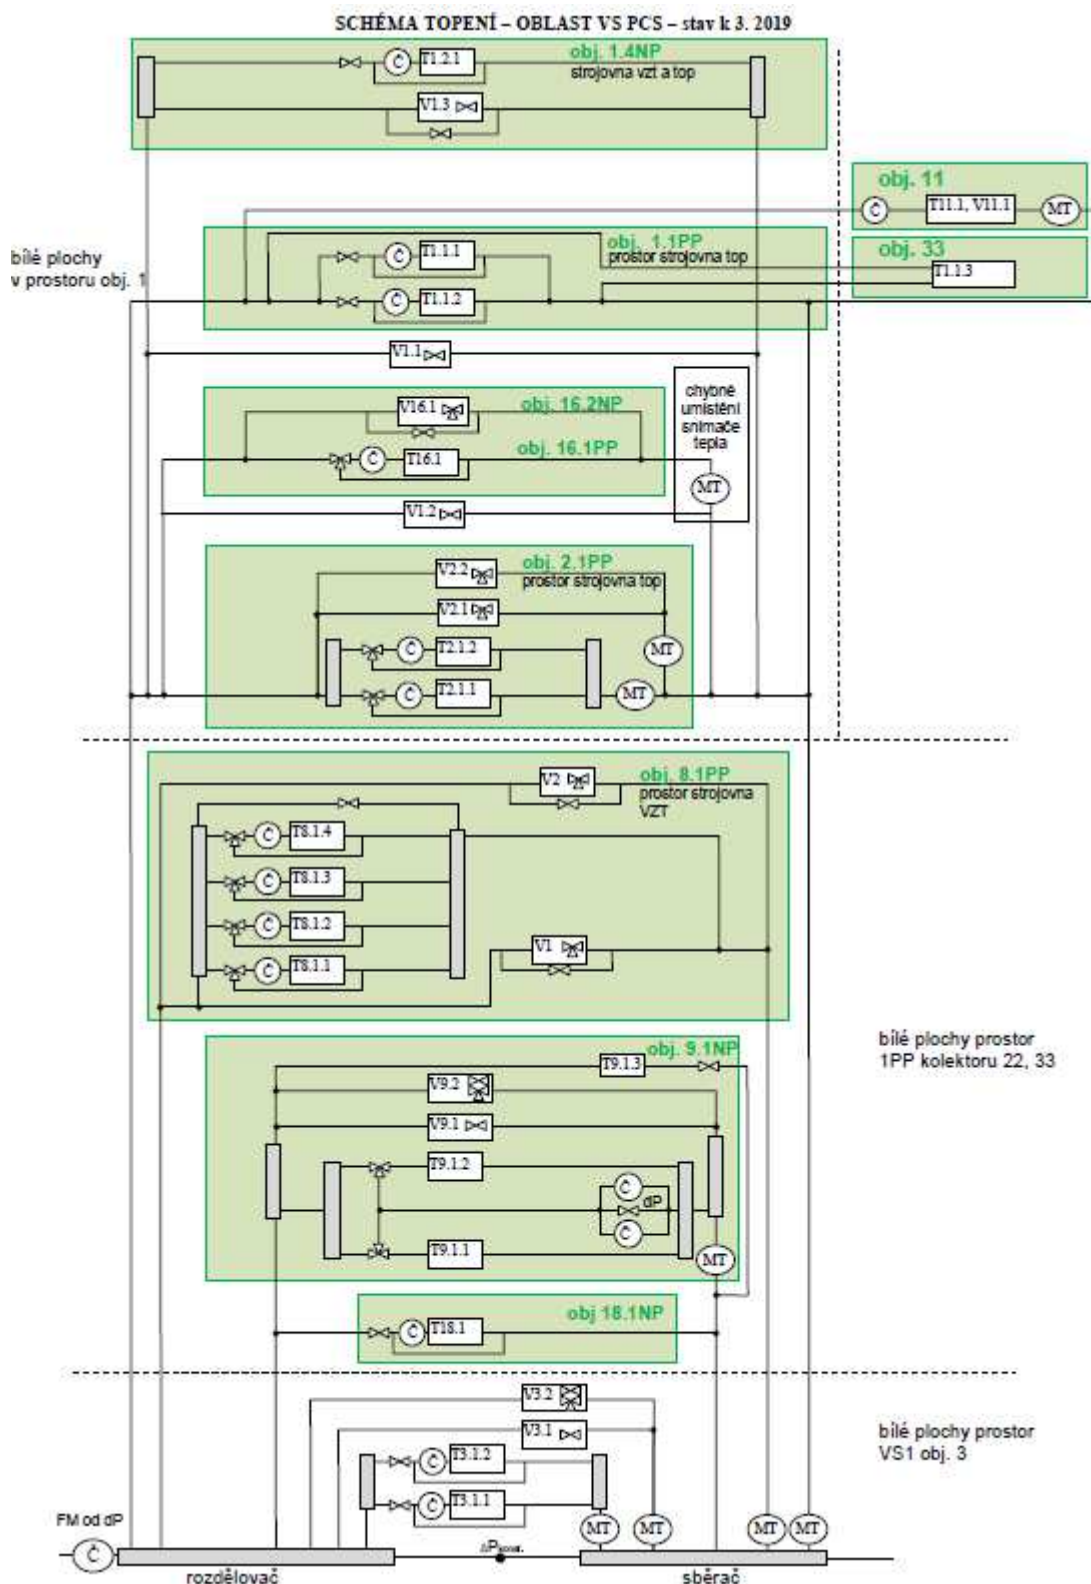 SCHÉMA TOPENÍ – OBLAST VS PCS – stav k 3. 2019
obj. 1.4NP
strojovna vzt a top
Č
T1.2.1
V1.3
obj. 11
Č
T11.1, V11.1
MT
obj. 33
T1.1.3
bílé plochy
v prostoru obj. 1
obj. 1.1PP
prostor strojovna top
Č
T1.1.1
Č
T1.1.2
V1.1
chybné
umístění
snímače
tepla
MT
obj. 16.2NP
V16.1
obj. 16.1PP
Č
T16.1
V1.2
obj. 2.1PP
prostor strojovna top
V2.2
V2.1
MT
Č
T2.1.2
Č
T2.1.1
MT
obj. 8.1PP
prostor strojovna
VZT
V2
Č
T8.1.4
Č
T8.1.3
Č
T8.1.2
V1
Č
T8.1.1
bílé plochy prostor
1PP kolektoru 22, 33
obj. 9.1NP
T9.1.3
V9.2
V9.1
T9.1.2
Č
dP
Č
T9.1.1
MT
obj 18.1NP
Č
T18.1
V3.2
V3.1
bílé plochy prostor
VS1 obj. 3
Č
T3.1.2
Č
T3.1.1
FM od dP
MT
MT
MT
MT
Č
rozdělovač
sběrač